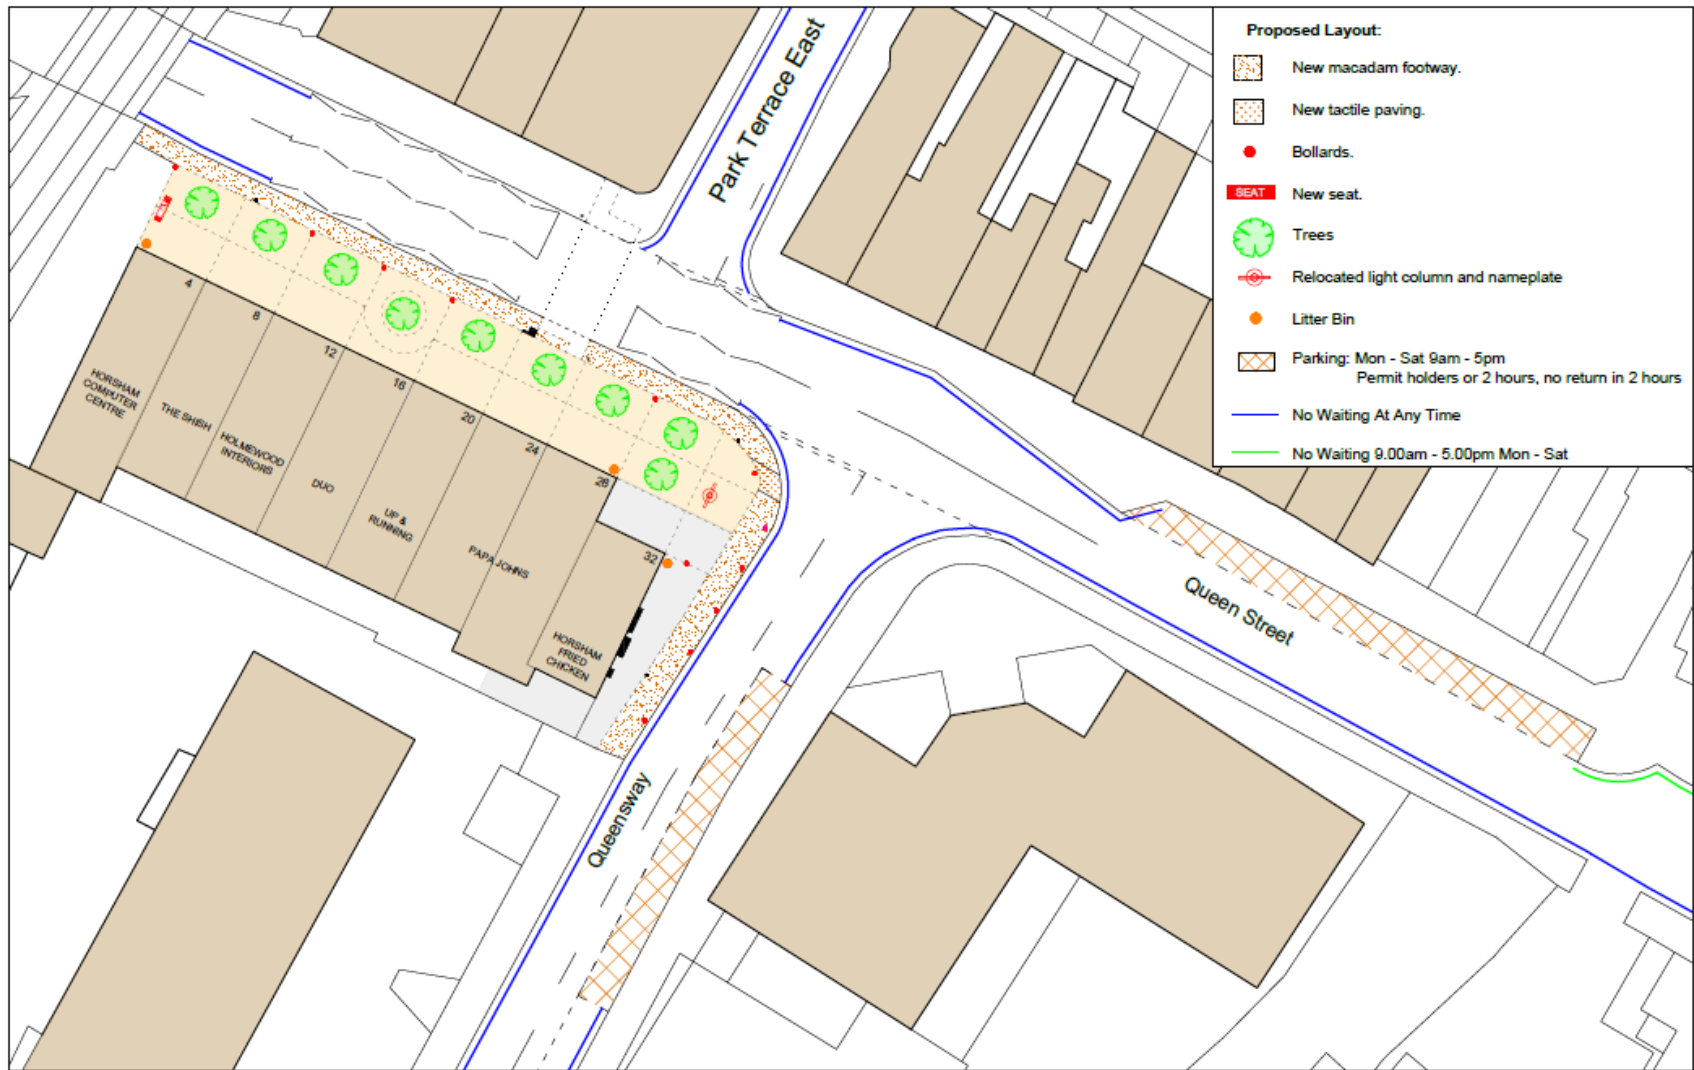 Proposed Layout:
New macadam footway.
New tactile paving.
Bollards.
SEAT
New seat.
Trees
Relocated light column and nameplate
Litter Bin
Parking: Mon - Sat 9am - 5pm
Permit holders or 2 hours, no return in 2 hours
No Waiting At Any Time
No Waiting 9.00am - 5.00pm Mon - Sat
Park Terrace East
Queen Street
Queensway
4
8
12
16
20
24
28
32
HORSHAM
COMPUTER
CENTRE
THE SHISH
HOLMEWOOD
INTERIORS
DUO
UP &
RUNNING
PAPA JOHNS
HORSHAM
FRIED
CHICKEN